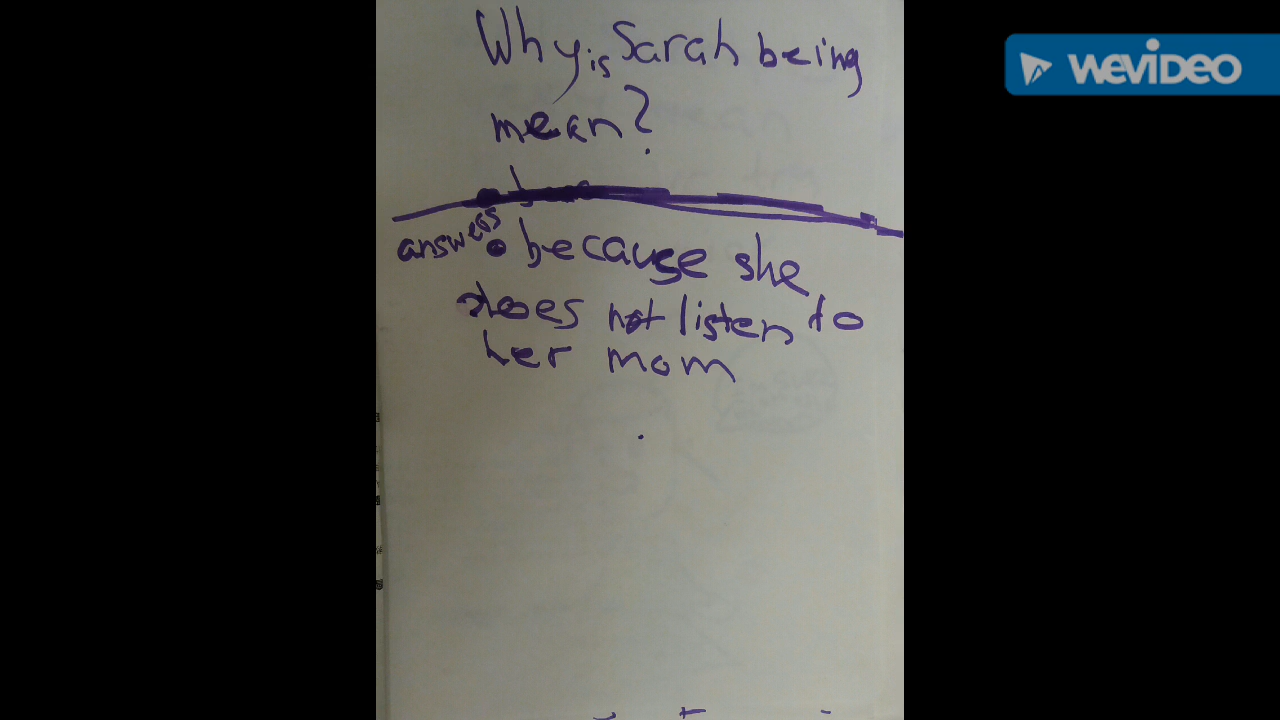 Why is Sarah being
mean?
answers
• because she
does not listen to
her mom
WEVIDEO